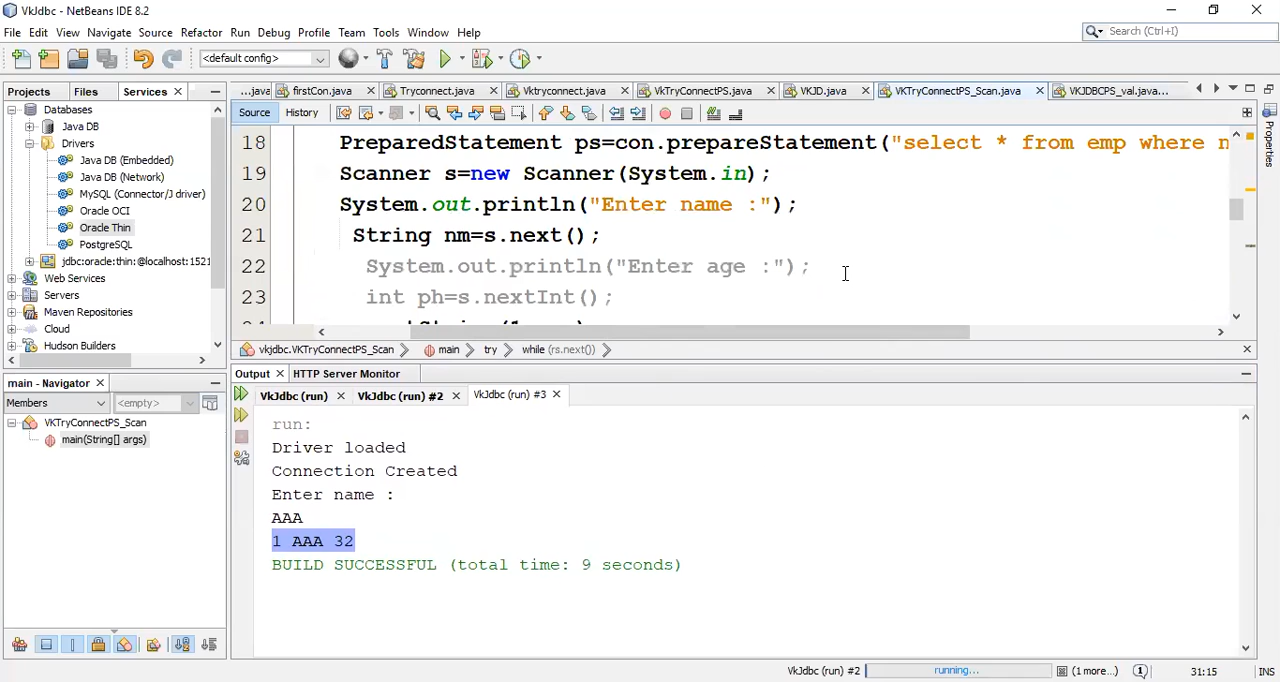 VkJdbc - NetBeans IDE 8.2
File Edit View Navigate Source Refactor Run Debug Profile Team Tools Window Help
<default config>
Search (Ctrl+I)
Projects Files Services
...java firstCon.java Tryconnect.java Vktryconnect.java VKTryConnectPS.java VKJD.java VKTryConnectPS_Scan.java VKJDBCPS_val.java...
Source History
Databases
Java DB
Drivers
Java DB (Embedded)
Java DB (Network)
MySQL (Connector/J driver)
Oracle OCI
Oracle Thin
PostgreSQL
jdbc:oracle:thin:@localhost:1521
Web Services
Servers
Maven Repositories
Cloud
Hudson Builders
18 PreparedStatement ps=con.prepareStatement("select * from emp where n
19 Scanner s=new Scanner(System.in);
20 System.out.println("Enter name :");
21 String nm=s.next();
22 System.out.println("Enter age :");
23 int ph=s.nextInt();
Properties
vkjdbc.VKTryConnectPS_Scan main try while (rs.next())
main - Navigator
Members <empty>
VKTryConnectPS_Scan
main(String[] args)
Output HTTP Server Monitor
VkJdbc (run) VkJdbc (run) #2 VkJdbc (run) #3
run:
Driver loaded
Connection Created
Enter name :
AAA
1 AAA 32
BUILD SUCCESSFUL (total time: 9 seconds)
VkJdbc (run) #2 running... (1 more...) 1 31:15 INS